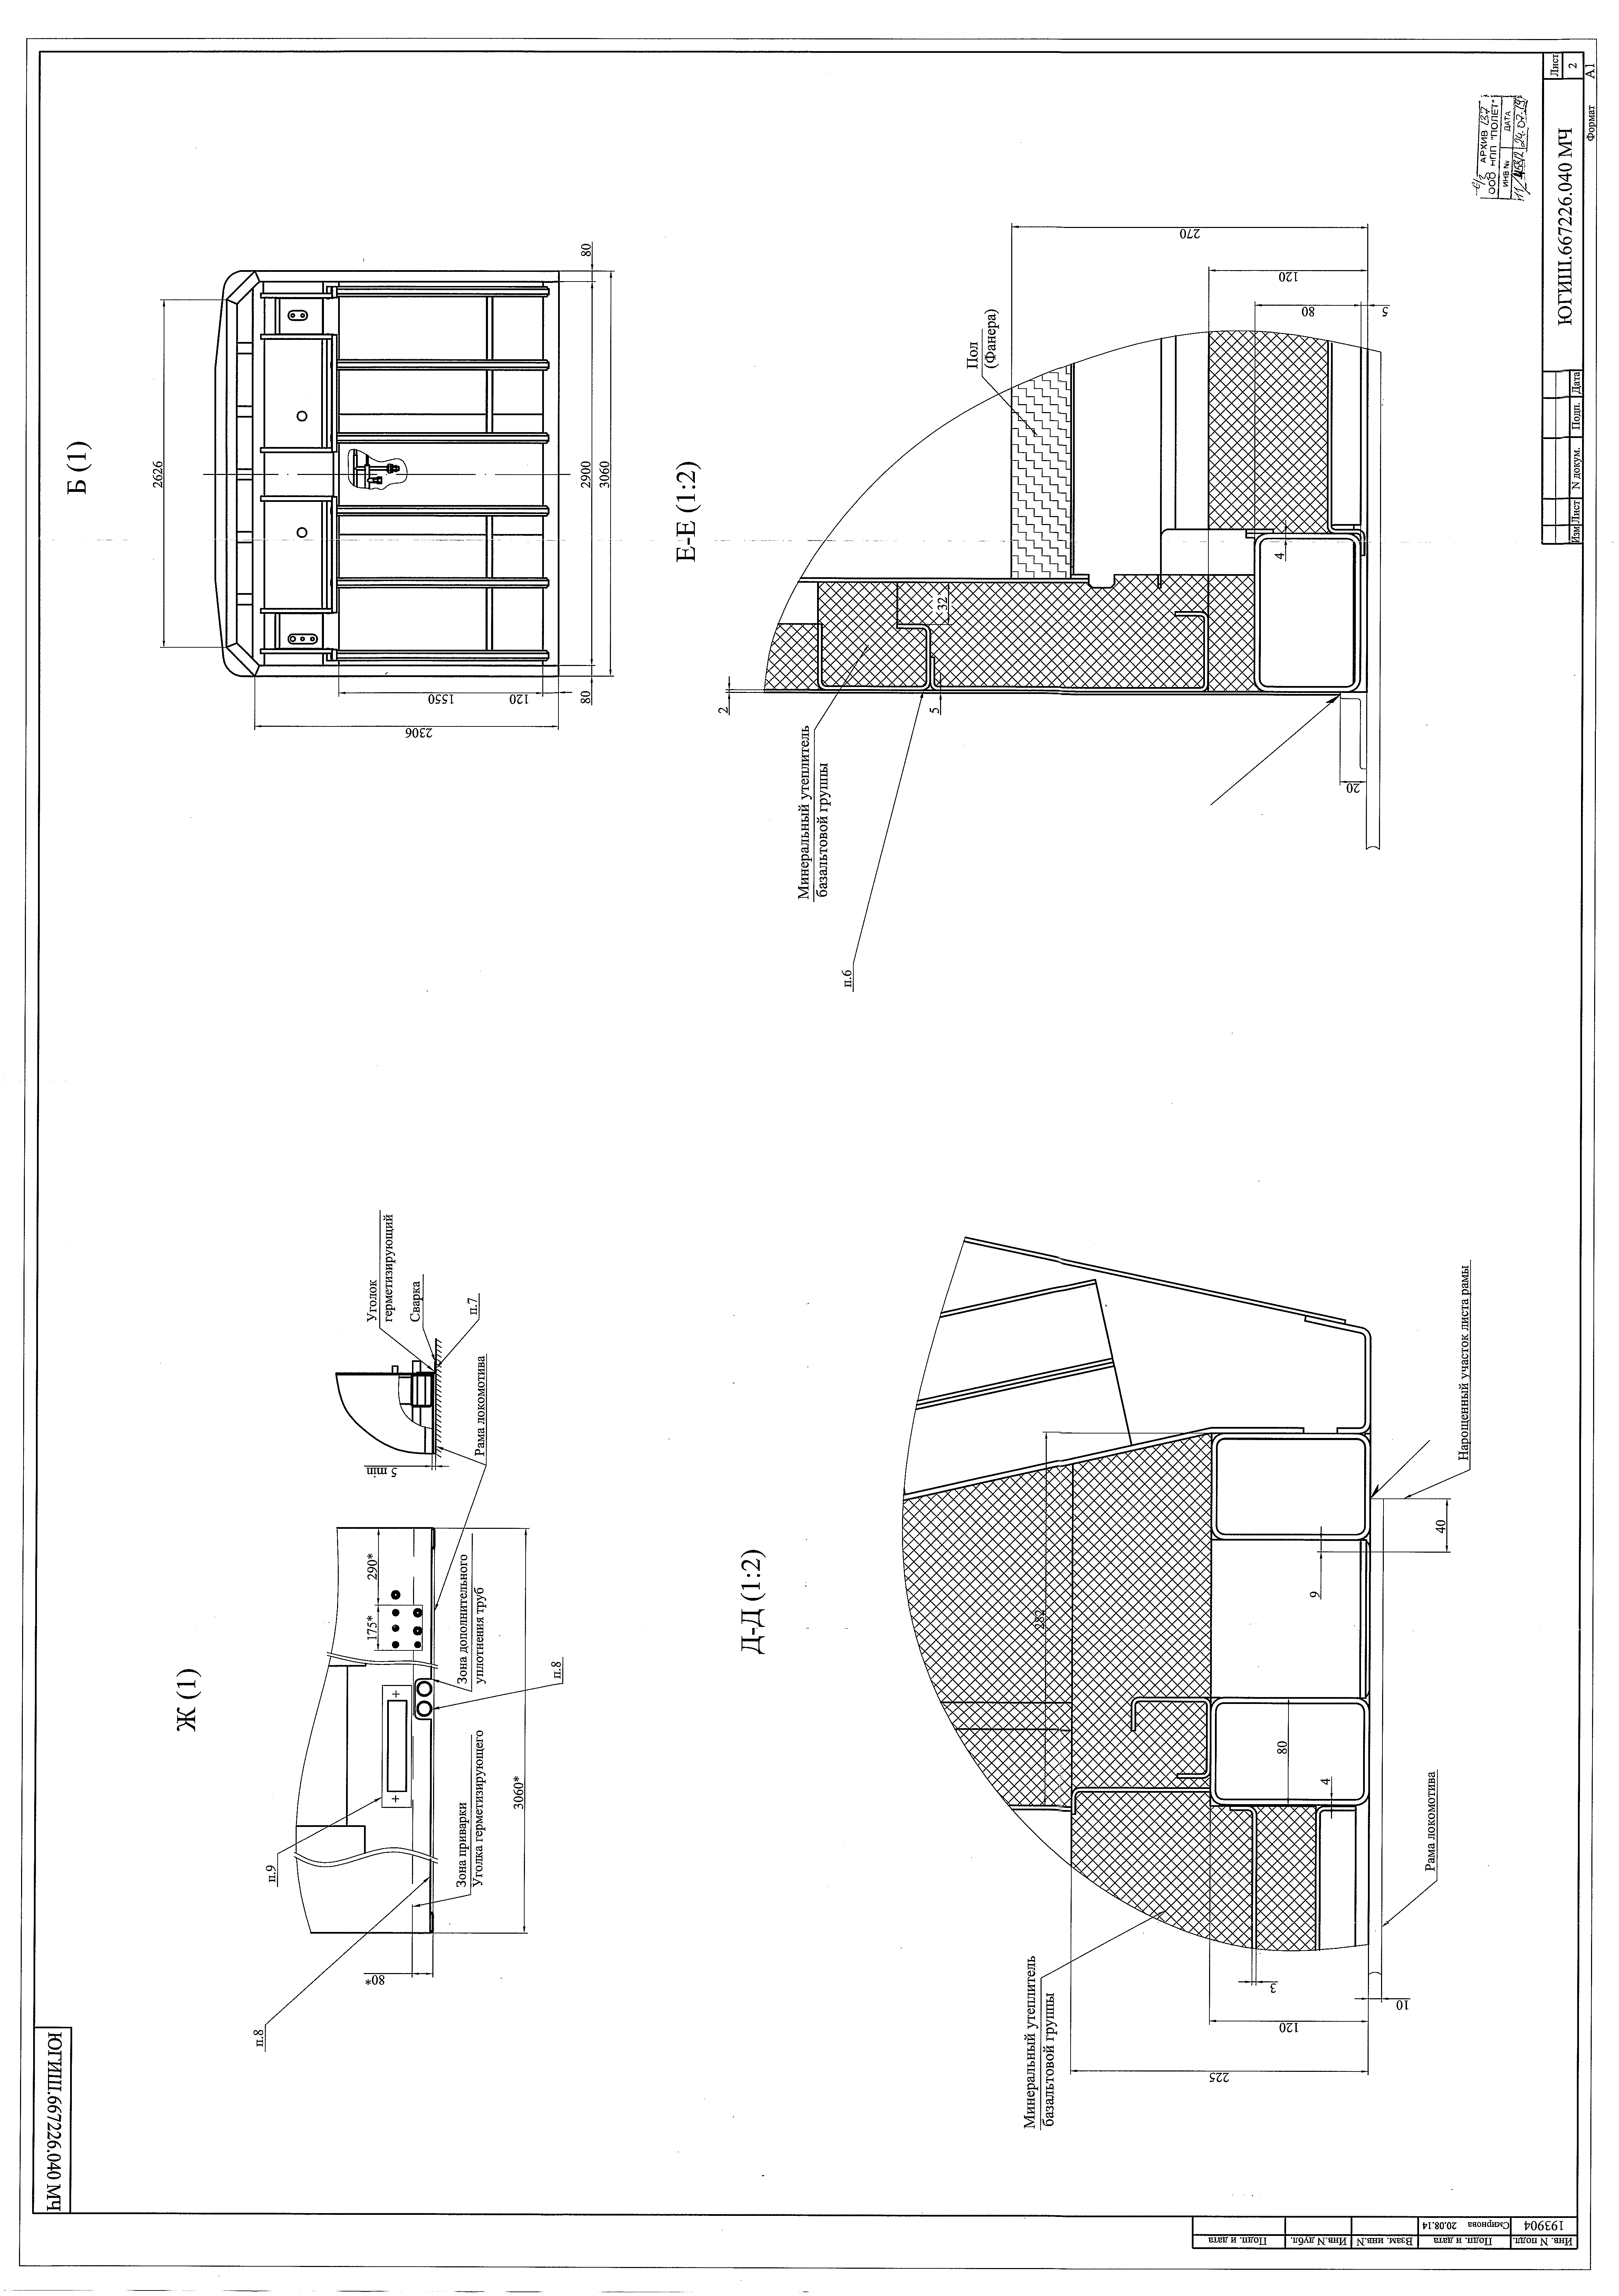 ЮГИШ.667226.040 МЧ
Ж (1)
п.8
80*
п.9
Зона приварки
Уголка герметизирующего
3060*
175*
290*
Зона дополнительного
уплотнения труб
п.8
Рама локомотива
5 min
Уголок
герметизирующий
Сварка
п.7
Б (1)
2626
2306
1550
120
80
2900
3060
80
Д-Д (1:2)
Минеральный утеплитель
базальтовой группы
225
120
10
3
282
80
4
9
40
Рама локомотива
Нарощенный участок листа рамы
Е-Е (1:2)
п.6
Минеральный утеплитель
базальтовой группы
2
5
32
20
4
Пол
(Фанера)
270
120
80
5
АРХИВ 137
ООО НПП "ПОЛЕТ"
ИНВ № ДАТА
24.07.19
Инв. N подл. Подп. и дата Взам. инв.N Инв.N дубл. Подп. и дата
193904 Смирнова 20.08.14
Изм Лист N докум. Подп. Дата
ЮГИШ.667226.040 МЧ
Лист
2
Формат А1